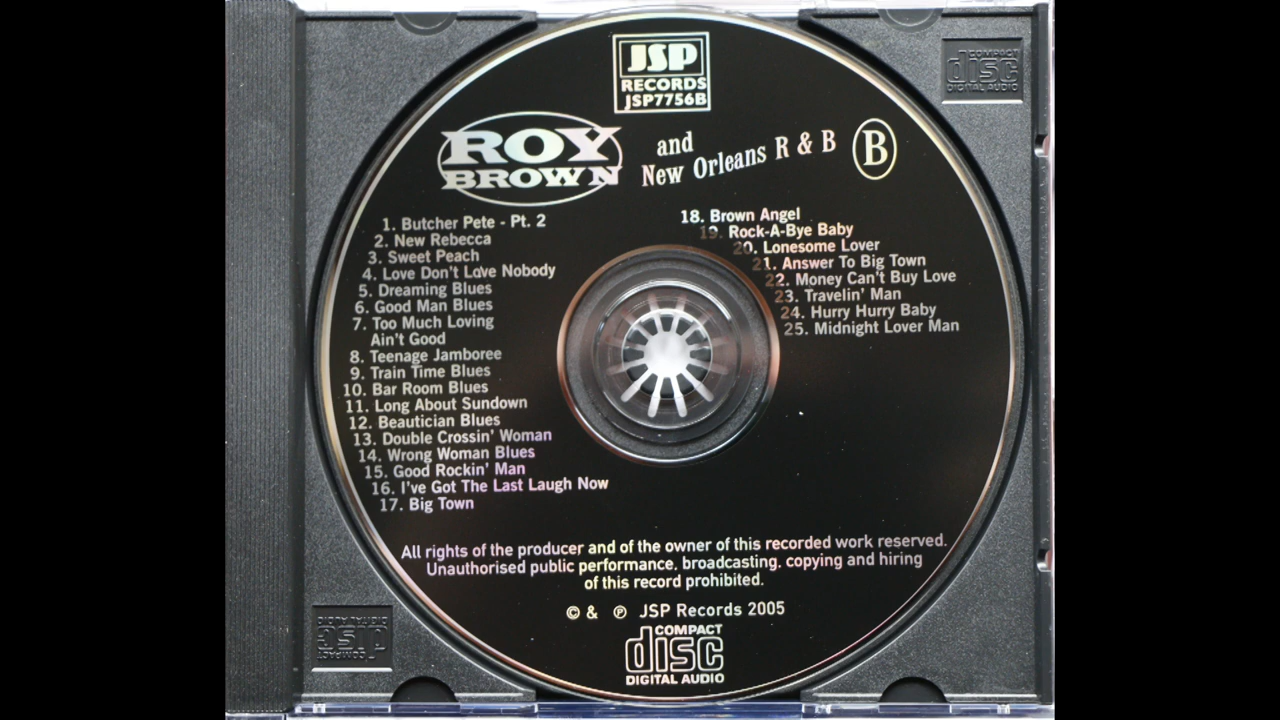 JSP
RECORDS
JSP7756B
ROY
BROWN
and
New Orleans R & B
B
1. Butcher Pete - Pt. 2
2. New Rebecca
3. Sweet Peach
4. Love Don't Love Nobody
5. Dreaming Blues
6. Good Man Blues
7. Too Much Loving
Ain't Good
8. Teenage Jamboree
9. Train Time Blues
10. Bar Room Blues
11. Long About Sundown
12. Beautician Blues
13. Double Crossin' Woman
14. Wrong Woman Blues
15. Good Rockin' Man
16. I've Got The Last Laugh Now
17. Big Town
18. Brown Angel
19. Rock-A-Bye Baby
20. Lonesome Lover
21. Answer To Big Town
22. Money Can't Buy Love
23. Travelin' Man
24. Hurry Hurry Baby
25. Midnight Lover Man
All rights of the producer and of the owner of this recorded work reserved.
Unauthorised public performance, broadcasting, copying and hiring
of this record prohibited.
© & ℗ JSP Records 2005
COMPACT
disc
DIGITAL AUDIO
COMPACT
disc
DIGITAL AUDIO
COMPACT
disc
DIGITAL AUDIO